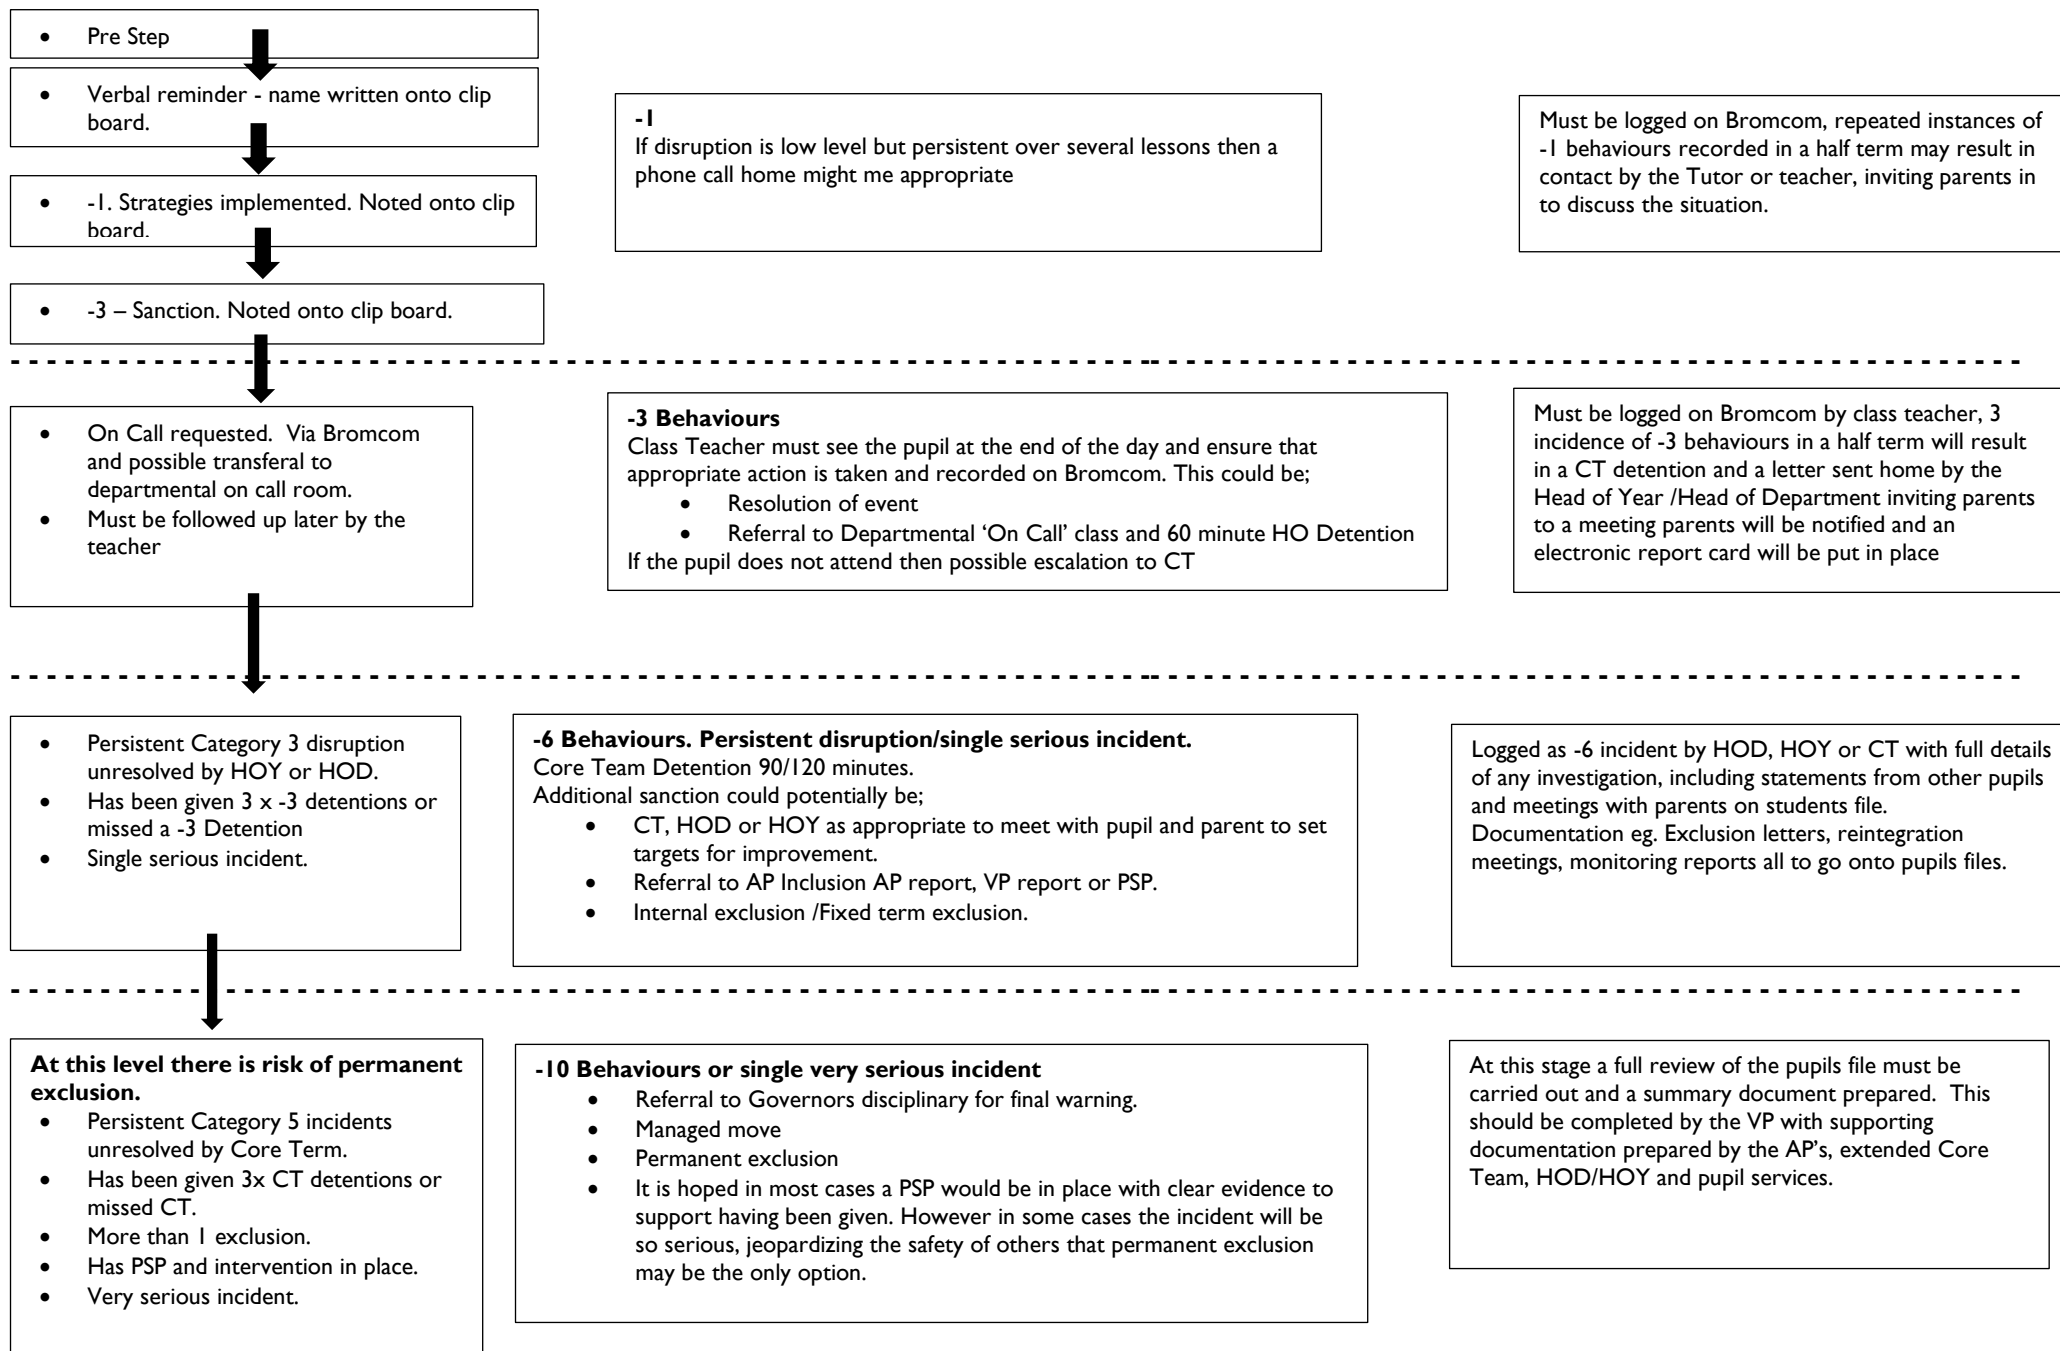 • Pre Step
• Verbal reminder - name written onto clip
board.
• -1. Strategies implemented. Noted onto clip
board.
-1
If disruption is low level but persistent over several lessons then a
phone call home might me appropriate
Must be logged on Bromcom, repeated instances of
-1 behaviours recorded in a half term may result in
contact by the Tutor or teacher, inviting parents in
to discuss the situation.
• -3 – Sanction. Noted onto clip board.
• On Call requested. Via Bromcom
and possible transferal to
departmental on call room.
• Must be followed up later by the
teacher
-3 Behaviours
Class Teacher must see the pupil at the end of the day and ensure that
appropriate action is taken and recorded on Bromcom. This could be;
• Resolution of event
• Referral to Departmental ‘On Call’ class and 60 minute HO Detention
If the pupil does not attend then possible escalation to CT
Must be logged on Bromcom by class teacher, 3
incidence of -3 behaviours in a half term will result
in a CT detention and a letter sent home by the
Head of Year /Head of Department inviting parents
to a meeting parents will be notified and an
electronic report card will be put in place
• Persistent Category 3 disruption
unresolved by HOY or HOD.
• Has been given 3 x -3 detentions or
missed a -3 Detention
• Single serious incident.
-6 Behaviours. Persistent disruption/single serious incident.
Core Team Detention 90/120 minutes.
Additional sanction could potentially be;
• CT, HOD or HOY as appropriate to meet with pupil and parent to set
targets for improvement.
• Referral to AP Inclusion AP report, VP report or PSP.
• Internal exclusion /Fixed term exclusion.
Logged as -6 incident by HOD, HOY or CT with full details
of any investigation, including statements from other pupils
and meetings with parents on students file.
Documentation eg. Exclusion letters, reintegration
meetings, monitoring reports all to go onto pupils files.
At this level there is risk of permanent
exclusion.
• Persistent Category 5 incidents
unresolved by Core Term.
• Has been given 3x CT detentions or
missed CT.
• More than 1 exclusion.
• Has PSP and intervention in place.
• Very serious incident.
-10 Behaviours or single very serious incident
• Referral to Governors disciplinary for final warning.
• Managed move
• Permanent exclusion
• It is hoped in most cases a PSP would be in place with clear evidence to
support having been given. However in some cases the incident will be
so serious, jeopardizing the safety of others that permanent exclusion
may be the only option.
At this stage a full review of the pupils file must be
carried out and a summary document prepared. This
should be completed by the VP with supporting
documentation prepared by the AP’s, extended Core
Team, HOD/HOY and pupil services.